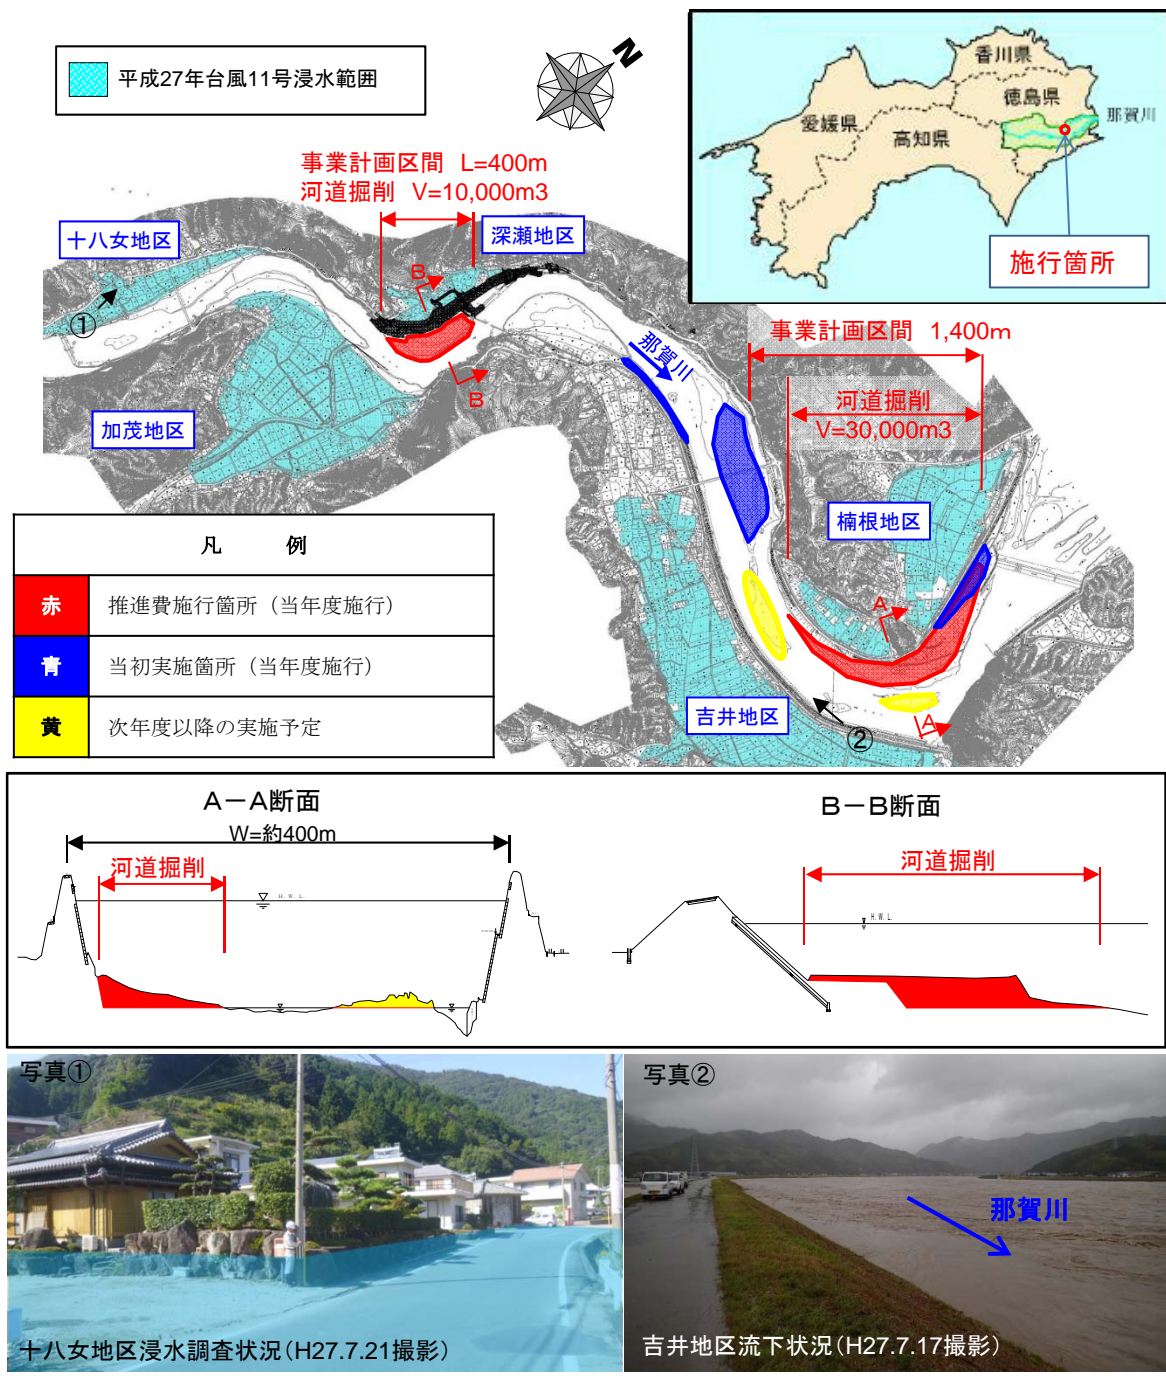 平成27年台風11号浸水範囲
N
香川県
徳島県
愛媛県
高知県
那賀川
施行箇所
事業計画区間 L=400m
河道掘削 V=10,000m3
十八女地区
深瀬地区
B
①
那賀川
事業計画区間 1,400m
河道掘削
V=30,000m3
B
加茂地区
楠根地区
凡 例
赤 推進費施行箇所（当年度施行）
青 当初実施箇所（当年度施行）
黄 次年度以降の実施予定
A
吉井地区
②
A
A－A断面
W=約400m
河道掘削
H.W.L.
B－B断面
河道掘削
H.W.L.
写真①
十八女地区浸水調査状況（H27.7.21撮影）
写真②
那賀川
吉井地区流下状況（H27.7.17撮影）